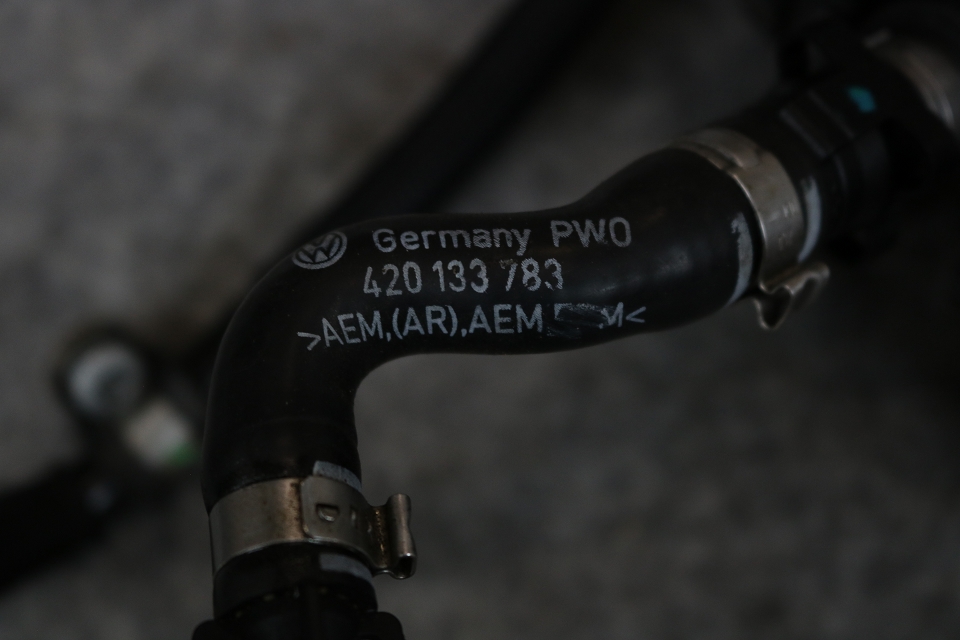 Germany PWO
420 133 783
>AEM,(AR),AEM